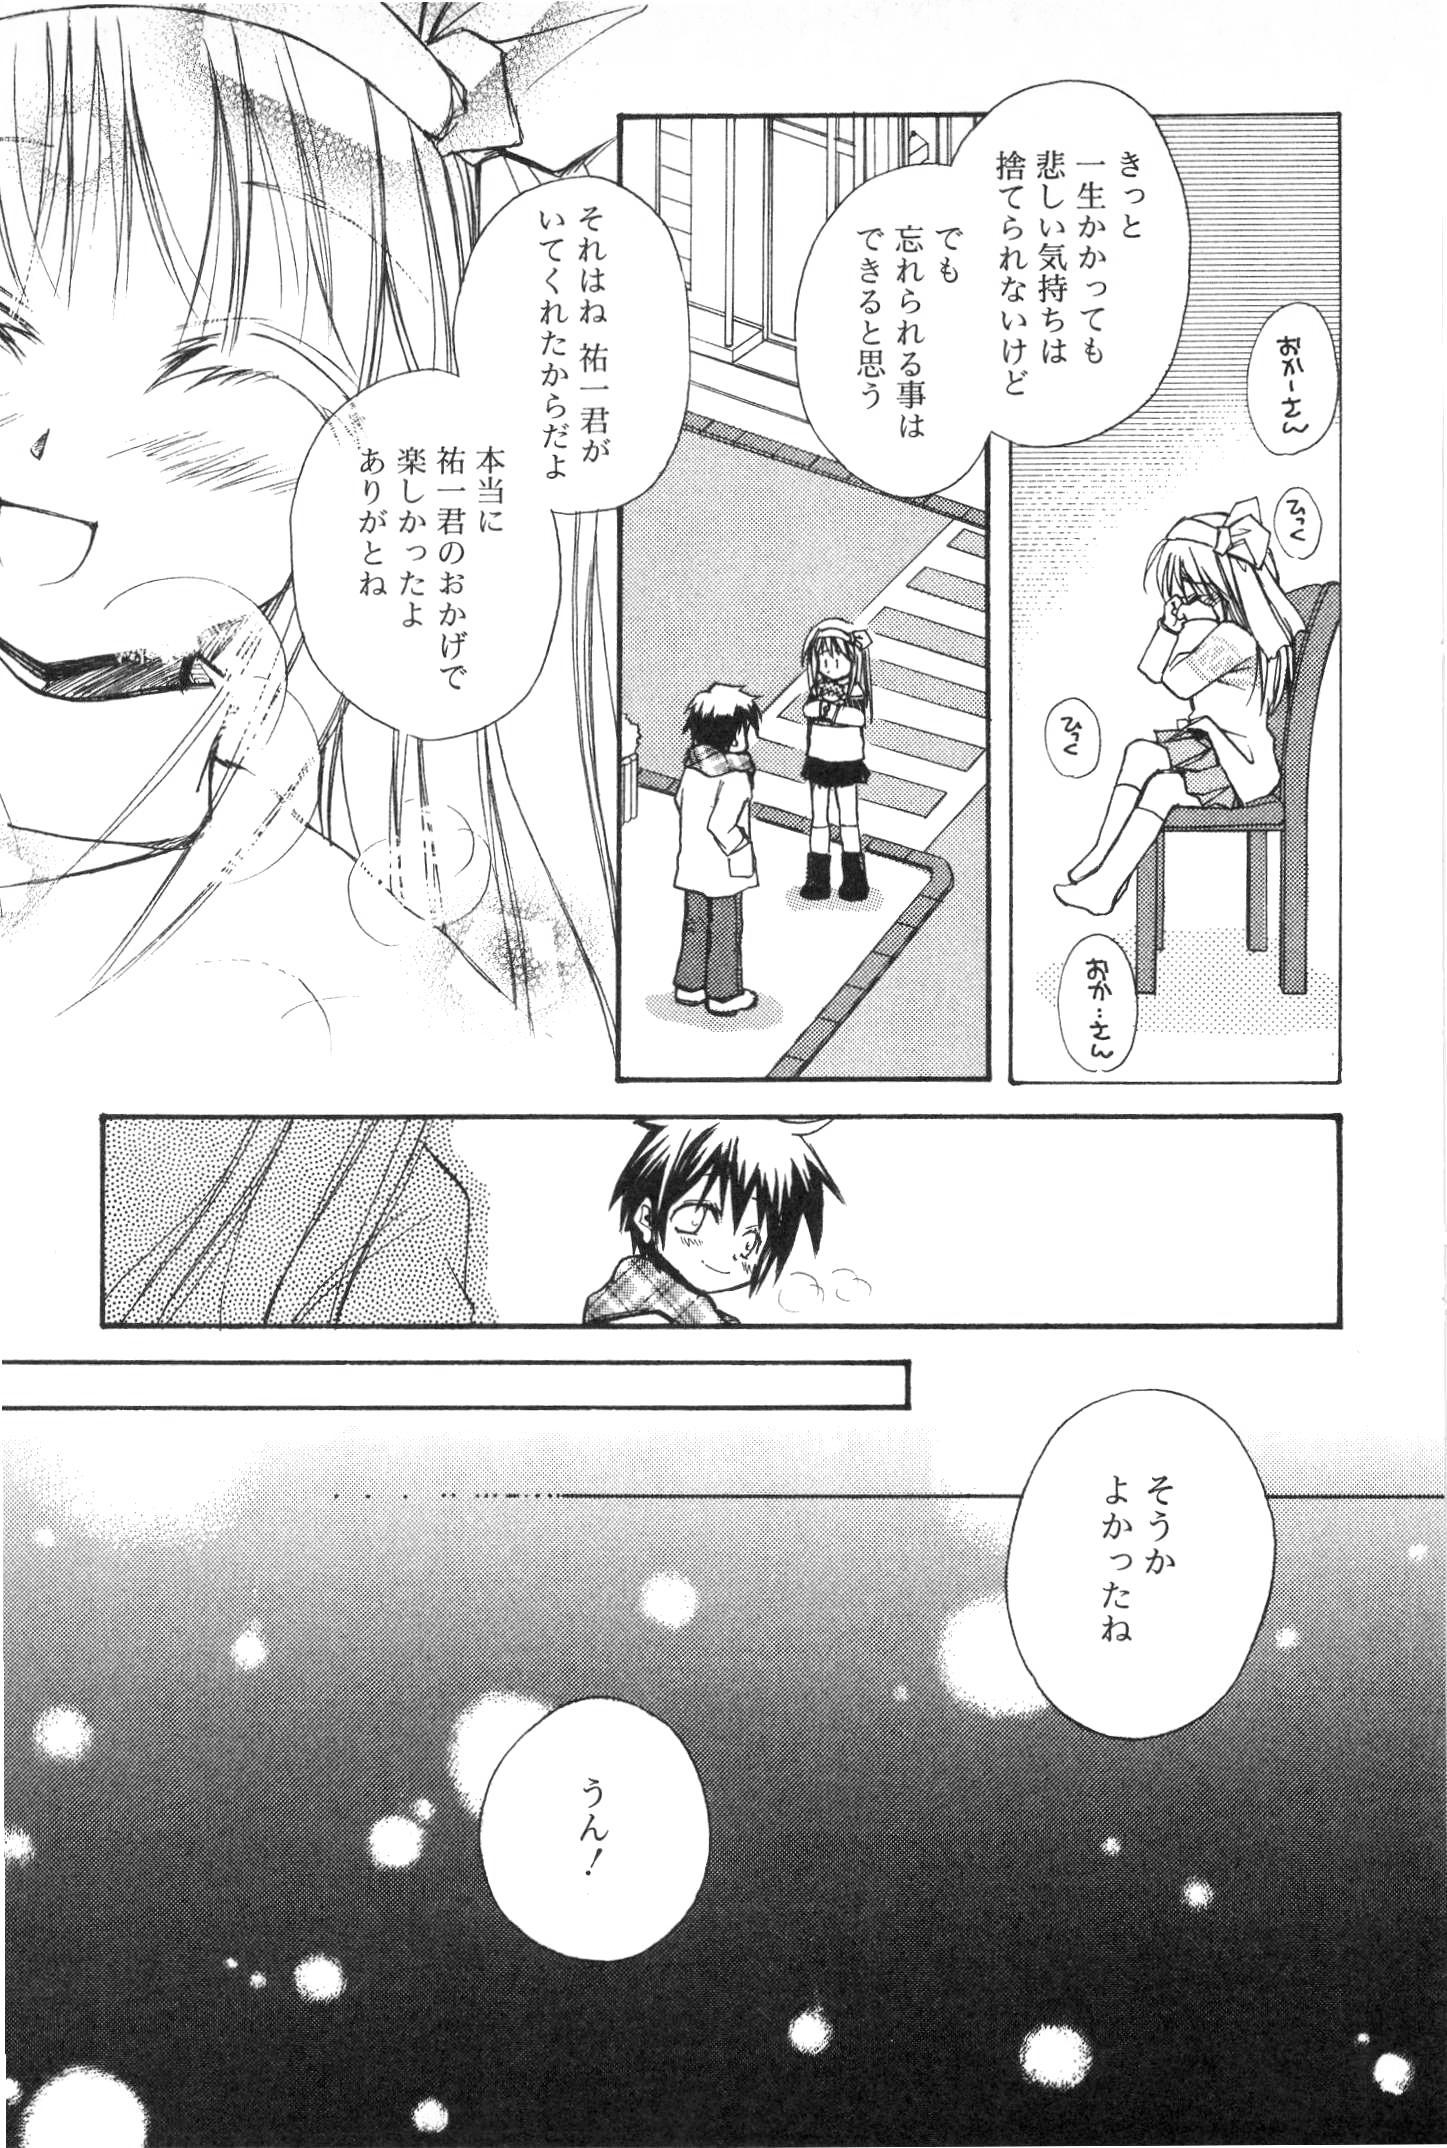 きっと
一生かかっても
悲しい気持ちは
捨てられないけど
でも
忘れられる事は
できると思う
おかーさん
ひっく
ひっく
おか…さん
それはね 祐一君が
いてくれたからだよ
本当に
祐一君のおかげで
楽しかったよ
ありがとね
そうか
よかったね
うん！